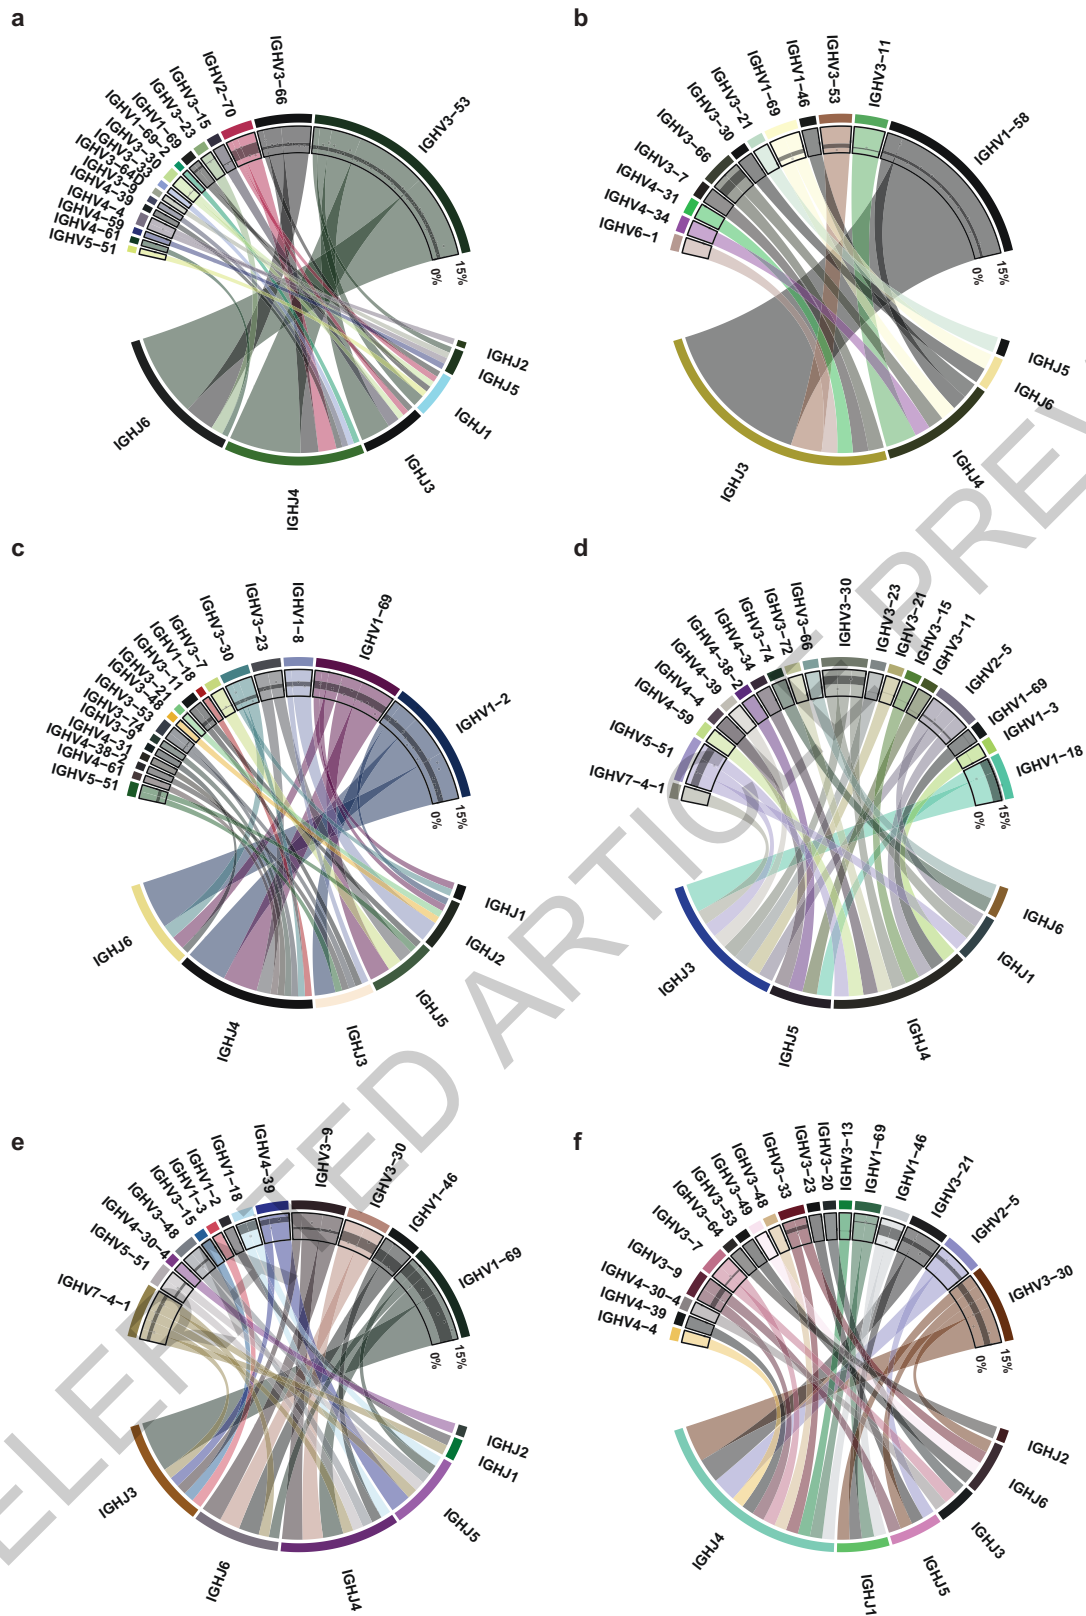 a
IGHV5-51
IGHV4-61
IGHV4-59
IGHV4-4
IGHV4-39
IGHV3-9
IGHV3-64D
IGHV3-33
IGHV3-30
IGHV1-69-2
IGHV1-69
IGHV3-23
IGHV3-15
IGHV2-70
IGHV3-66
IGHV3-53
0%
15%
IGHJ2
IGHJ5
IGHJ1
IGHJ3
IGHJ4
IGHJ6
b
IGHV6-1
IGHV4-34
IGHV4-31
IGHV3-7
IGHV3-66
IGHV3-30
IGHV3-21
IGHV1-69
IGHV1-46
IGHV3-53
IGHV3-11
IGHV1-58
0%
15%
IGHJ5
IGHJ6
IGHJ4
IGHJ3
c
IGHV5-51
IGHV4-61
IGHV4-38-2
IGHV4-31
IGHV3-9
IGHV3-74
IGHV3-53
IGHV3-48
IGHV3-21
IGHV3-11
IGHV1-18
IGHV3-7
IGHV3-30
IGHV3-23
IGHV1-8
IGHV1-69
IGHV1-2
0%
15%
IGHJ1
IGHJ2
IGHJ5
IGHJ3
IGHJ4
IGHJ6
d
IGHV7-4-1
IGHV5-51
IGHV4-59
IGHV4-4
IGHV4-39
IGHV4-38-2
IGHV4-34
IGHV3-74
IGHV3-72
IGHV3-66
IGHV3-30
IGHV3-23
IGHV3-21
IGHV3-15
IGHV3-11
IGHV2-5
IGHV1-69
IGHV1-3
IGHV1-18
0%
15%
IGHJ6
IGHJ1
IGHJ4
IGHJ5
IGHJ3
e
IGHV7-4-1
IGHV5-51
IGHV4-30-4
IGHV3-48
IGHV3-15
IGHV1-3
IGHV1-2
IGHV1-18
IGHV4-39
IGHV3-9
IGHV3-30
IGHV1-46
IGHV1-69
0%
15%
IGHJ2
IGHJ1
IGHJ5
IGHJ4
IGHJ6
IGHJ3
f
IGHV4-4
IGHV4-39
IGHV4-30-4
IGHV3-9
IGHV3-7
IGHV3-64
IGHV3-53
IGHV3-49
IGHV3-48
IGHV3-33
IGHV3-23
IGHV3-20
IGHV3-13
IGHV1-69
IGHV1-46
IGHV3-21
IGHV2-5
IGHV3-30
0%
15%
IGHJ2
IGHJ6
IGHJ3
IGHJ5
IGHJ1
IGHJ4
ELERATED ARTICLE PREV